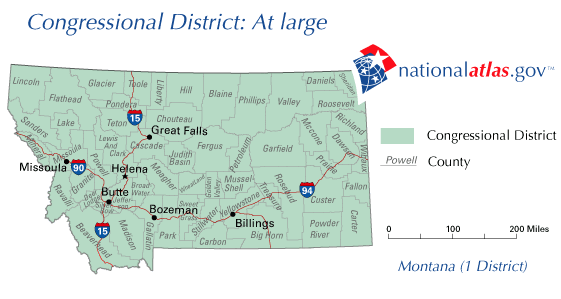 Congressional District: At large
nationalatlas.gov™
Congressional District
Powell County
0 100 200 Miles
Montana (1 District)
Lincoln
Flathead
Glacier
Toole
Liberty
Hill
Blaine
Phillips
Valley
Daniels
Sheridan
Roosevelt
Richland
Pondera
Teton
Chouteau
15
Great Falls
Sanders
Lake
Lewis And Clark
Cascade
Judith Basin
Fergus
Petroleum
Garfield
McCone
Dawson
Prairie
Wibaux
Mineral
Missoula
Missoula
90
Powell
Helena
Meagher
Wheatland
Golden Valley
Mussel Shell
Treasure
Rosebud
94
Custer
Fallon
Ravalli
Granite
Deer Lodge
Butte
Jefferson
Broad Water
Bozeman
Gallatin
Park
Sweet Grass
Stillwater
Yellowstone
Billings
Carbon
Big Horn
Powder River
Carter
15
Beaverhead
Madison